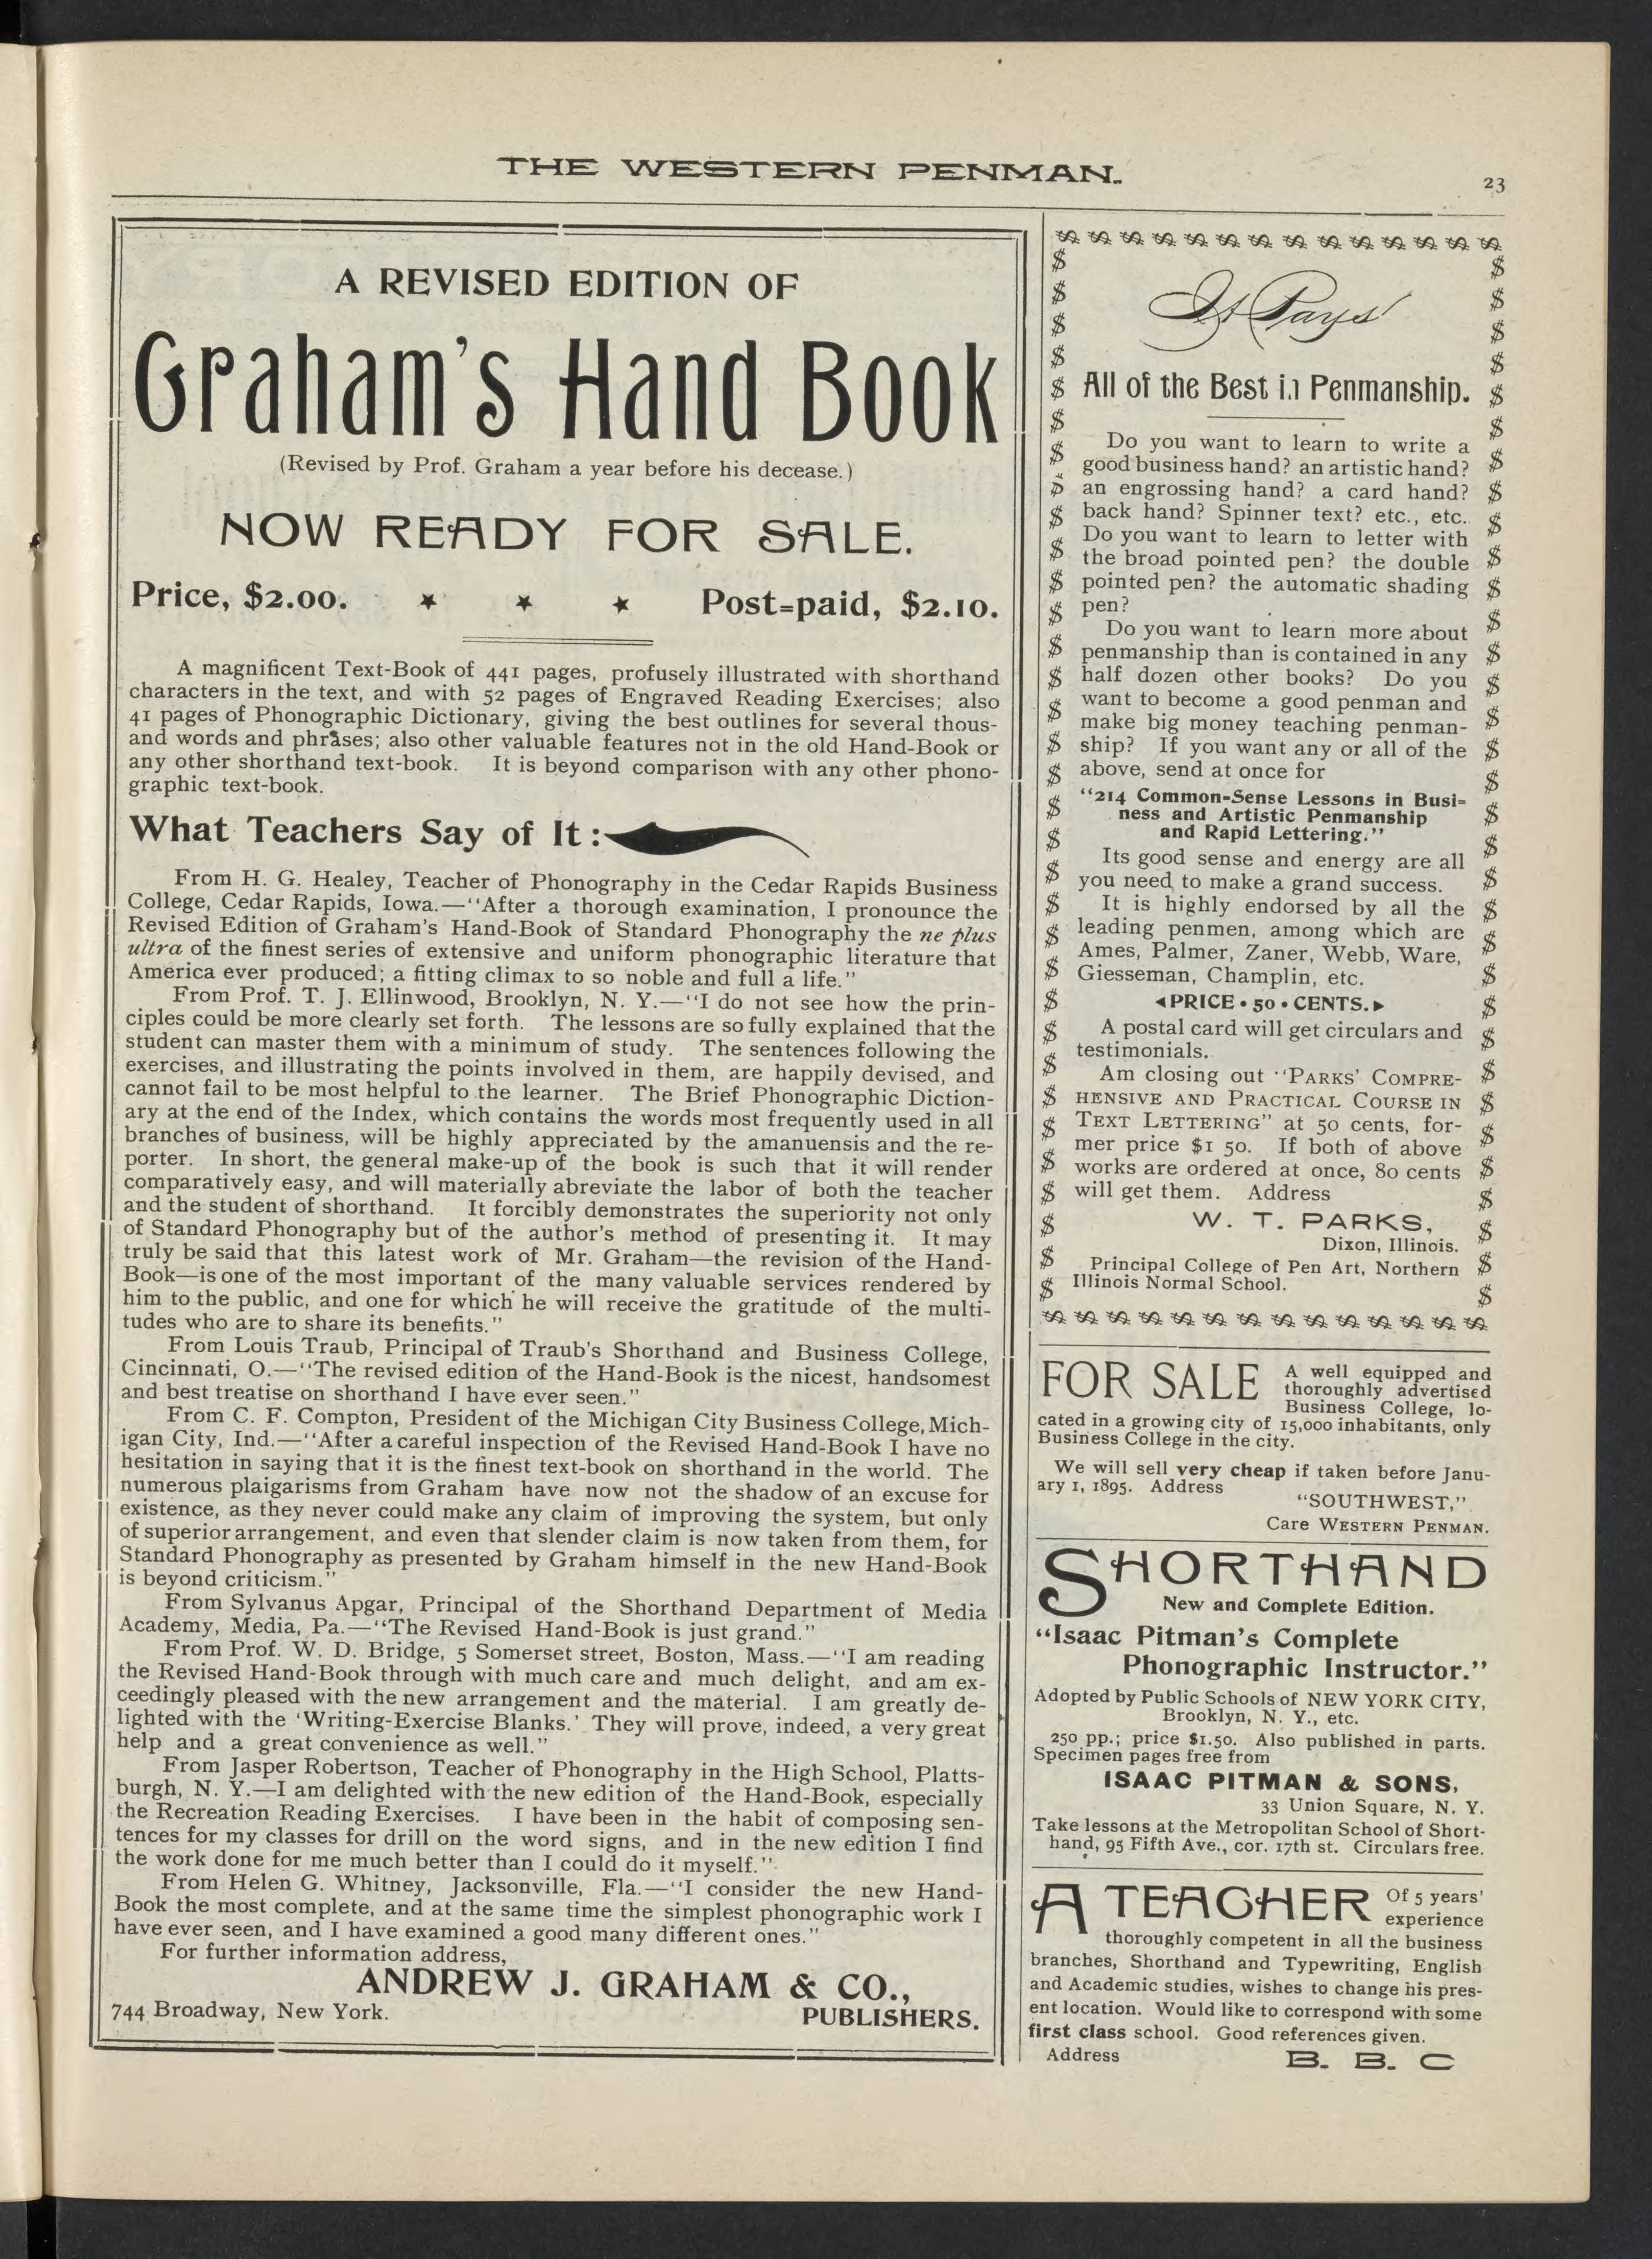 THE WESTERN PENMAN.
23
A REVISED EDITION OF
Graham's Hand Book
(Revised by Prof. Graham a year before his decease.)
NOW READY FOR SALE.
Price, $2.00. * * * Post=paid, $2.10.
A magnificent Text-Book of 441 pages, profusely illustrated with shorthand
characters in the text, and with 52 pages of Engraved Reading Exercises; also
41 pages of Phonographic Dictionary, giving the best outlines for several thous-
and words and phrases; also other valuable features not in the old Hand-Book or
any other shorthand text-book. It is beyond comparison with any other phono-
graphic text-book.
What Teachers Say of It:
From H. G. Healey, Teacher of Phonography in the Cedar Rapids Business
College, Cedar Rapids, Iowa.—"After a thorough examination, I pronounce the
Revised Edition of Graham's Hand-Book of Standard Phonography the ne plus
ultra of the finest series of extensive and uniform phonographic literature that
America ever produced; a fitting climax to so noble and full a life."
From Prof. T. J. Ellinwood, Brooklyn, N. Y.—"I do not see how the prin-
ciples could be more clearly set forth. The lessons are so fully explained that the
student can master them with a minimum of study. The sentences following the
exercises, and illustrating the points involved in them, are happily devised, and
cannot fail to be most helpful to the learner. The Brief Phonographic Diction-
ary at the end of the Index, which contains the words most frequently used in all
branches of business, will be highly appreciated by the amanuensis and the re-
porter. In short, the general make-up of the book is such that it will render
comparatively easy, and will materially abreviate the labor of both the teacher
and the student of shorthand. It forcibly demonstrates the superiority not only
of Standard Phonography but of the author's method of presenting it. It may
truly be said that this latest work of Mr. Graham—the revision of the Hand-
Book—is one of the most important of the many valuable services rendered by
him to the public, and one for which he will receive the gratitude of the multi-
tudes who are to share its benefits."
From Louis Traub, Principal of Traub's Shorthand and Business College,
Cincinnati, O.—"The revised edition of the Hand-Book is the nicest, handsomest
and best treatise on shorthand I have ever seen."
From C. F. Compton, President of the Michigan City Business College, Mich-
igan City, Ind.—"After a careful inspection of the Revised Hand-Book I have no
hesitation in saying that it is the finest text-book on shorthand in the world. The
numerous plaigarisms from Graham have now not the shadow of an excuse for
existence, as they never could make any claim of improving the system, but only
of superior arrangement, and even that slender claim is now taken from them, for
Standard Phonography as presented by Graham himself in the new Hand-Book
is beyond criticism."
From Sylvanus Apgar, Principal of the Shorthand Department of Media
Academy, Media, Pa.—"The Revised Hand-Book is just grand."
From Prof. W. D. Bridge, 5 Somerset street, Boston, Mass.—"I am reading
the Revised Hand-Book through with much care and much delight, and am ex-
ceedingly pleased with the new arrangement and the material. I am greatly de-
lighted with the 'Writing-Exercise Blanks.' They will prove, indeed, a very great
help and a great convenience as well."
From Jasper Robertson, Teacher of Phonography in the High School, Platts-
burgh, N. Y.—I am delighted with the new edition of the Hand-Book, especially
the Recreation Reading Exercises. I have been in the habit of composing sen-
tences for my classes for drill on the word signs, and in the new edition I find
the work done for me much better than I could do it myself."
From Helen G. Whitney, Jacksonville, Fla.—"I consider the new Hand-
Book the most complete, and at the same time the simplest phonographic work I
have ever seen, and I have examined a good many different ones."
For further information address,
ANDREW J. GRAHAM & CO.,
744 Broadway, New York. PUBLISHERS.
It Pays
All of the Best in Penmanship.
Do you want to learn to write a
good business hand? an artistic hand?
an engrossing hand? a card hand?
back hand? Spinner text? etc., etc.
Do you want to learn to letter with
the broad pointed pen? the double
pointed pen? the automatic shading
pen?
Do you want to learn more about
penmanship than is contained in any
half dozen other books? Do you
want to become a good penman and
make big money teaching penman-
ship? If you want any or all of the
above, send at once for
"214 Common-Sense Lessons in Busi=
ness and Artistic Penmanship
and Rapid Lettering."
Its good sense and energy are all
you need to make a grand success.
It is highly endorsed by all the
leading penmen, among which are
Ames, Palmer, Zaner, Webb, Ware,
Giesseman, Champlin, etc.
◄PRICE • 50 • CENTS.►
A postal card will get circulars and
testimonials.
Am closing out "PARKS' COMPRE-
HENSIVE AND PRACTICAL COURSE IN
TEXT LETTERING" at 50 cents, for-
mer price $1 50. If both of above
works are ordered at once, 80 cents
will get them. Address
W. T. PARKS,
Dixon, Illinois.
Principal College of Pen Art, Northern
Illinois Normal School.
FOR SALE A well equipped and
thoroughly advertised
Business College, lo-
cated in a growing city of 15,000 inhabitants, only
Business College in the city.
We will sell very cheap if taken before Janu-
ary 1, 1895. Address
"SOUTHWEST,"
Care WESTERN PENMAN.
SHORTHAND
New and Complete Edition.
"Isaac Pitman's Complete
Phonographic Instructor."
Adopted by Public Schools of NEW YORK CITY,
Brooklyn, N. Y., etc.
250 pp.; price $1.50. Also published in parts.
Specimen pages free from
ISAAC PITMAN & SONS,
33 Union Square, N. Y.
Take lessons at the Metropolitan School of Short-
hand, 95 Fifth Ave., cor. 17th st. Circulars free.
A TEACHER Of 5 years'
experience
thoroughly competent in all the business
branches, Shorthand and Typewriting, English
and Academic studies, wishes to change his pres-
ent location. Would like to correspond with some
first class school. Good references given.
Address B. B. C